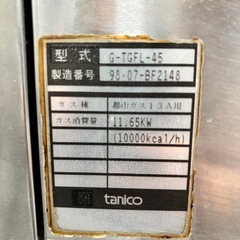 型式 G-TGFL-45
製造番号 98-07-BF2148
ガス種 都市ガス13A用
ガス消費量 11.65KW
(10000kcal/h)
tanico